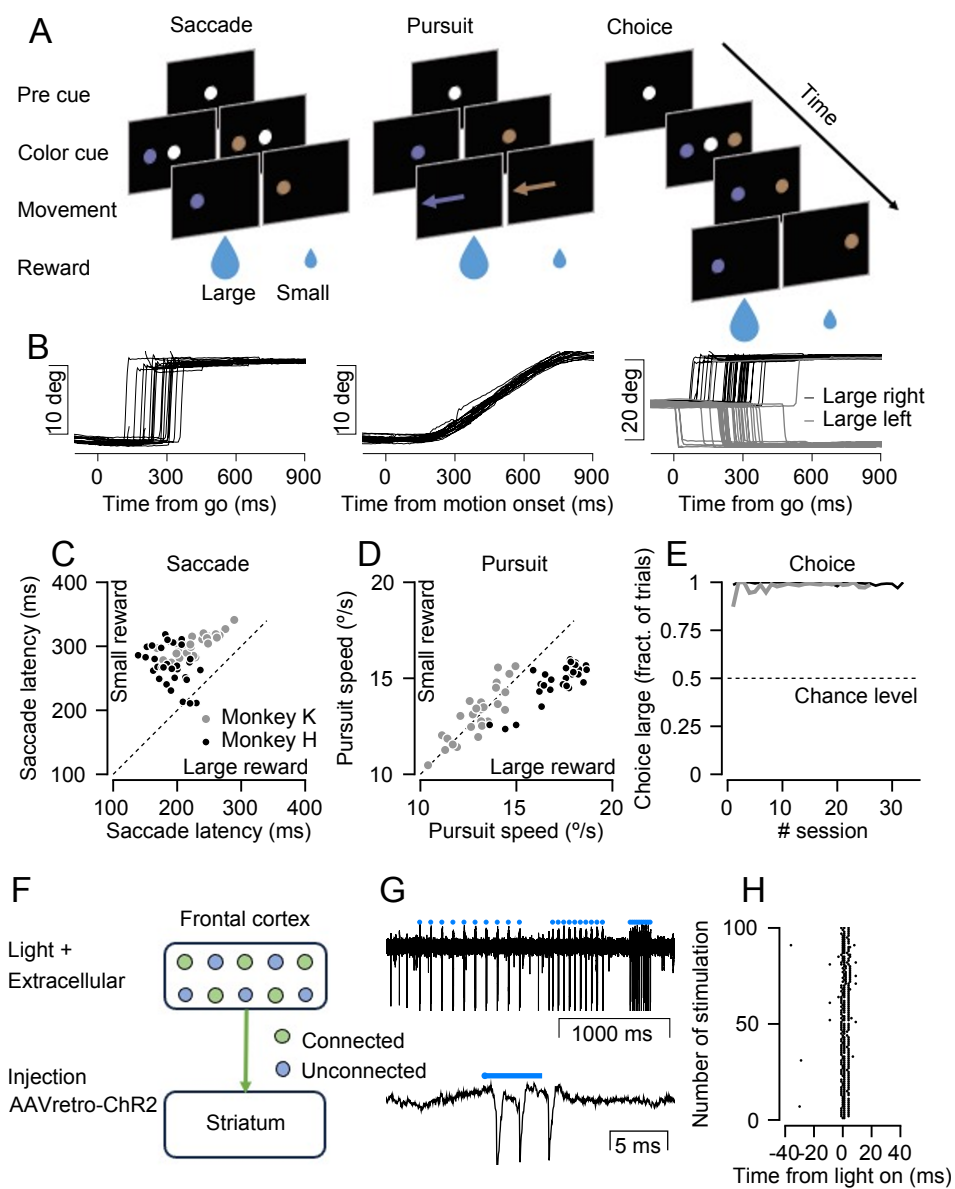 A
Saccade
Pursuit
Choice
Pre cue
Color cue
Movement
Reward
Time
Large
Small
B
10 deg
10 deg
20 deg
Large right
Large left
0 300 600 900
0 300 600 900
0 300 600 900
Time from go (ms)
Time from motion onset (ms)
Time from go (ms)
C
Saccade
Saccade latency (ms)
Small reward
400
300
200
100
Monkey K
Monkey H
Large reward
100 200 300 400
Saccade latency (ms)
D
Pursuit
Pursuit speed (º/s)
Small reward
20
15
10
Large reward
10 15 20
Pursuit speed (º/s)
E
Choice
Choice large (fract. of trials)
1
0.75
0.5
0.25
0
Chance level
0 10 20 30
# session
F
Frontal cortex
Light +
Extracellular
Connected
Unconnected
Injection
AAVretro-ChR2
Striatum
G
1000 ms
5 ms
H
Number of stimulation
100
50
0
-40 -20 0 20 40
Time from light on (ms)